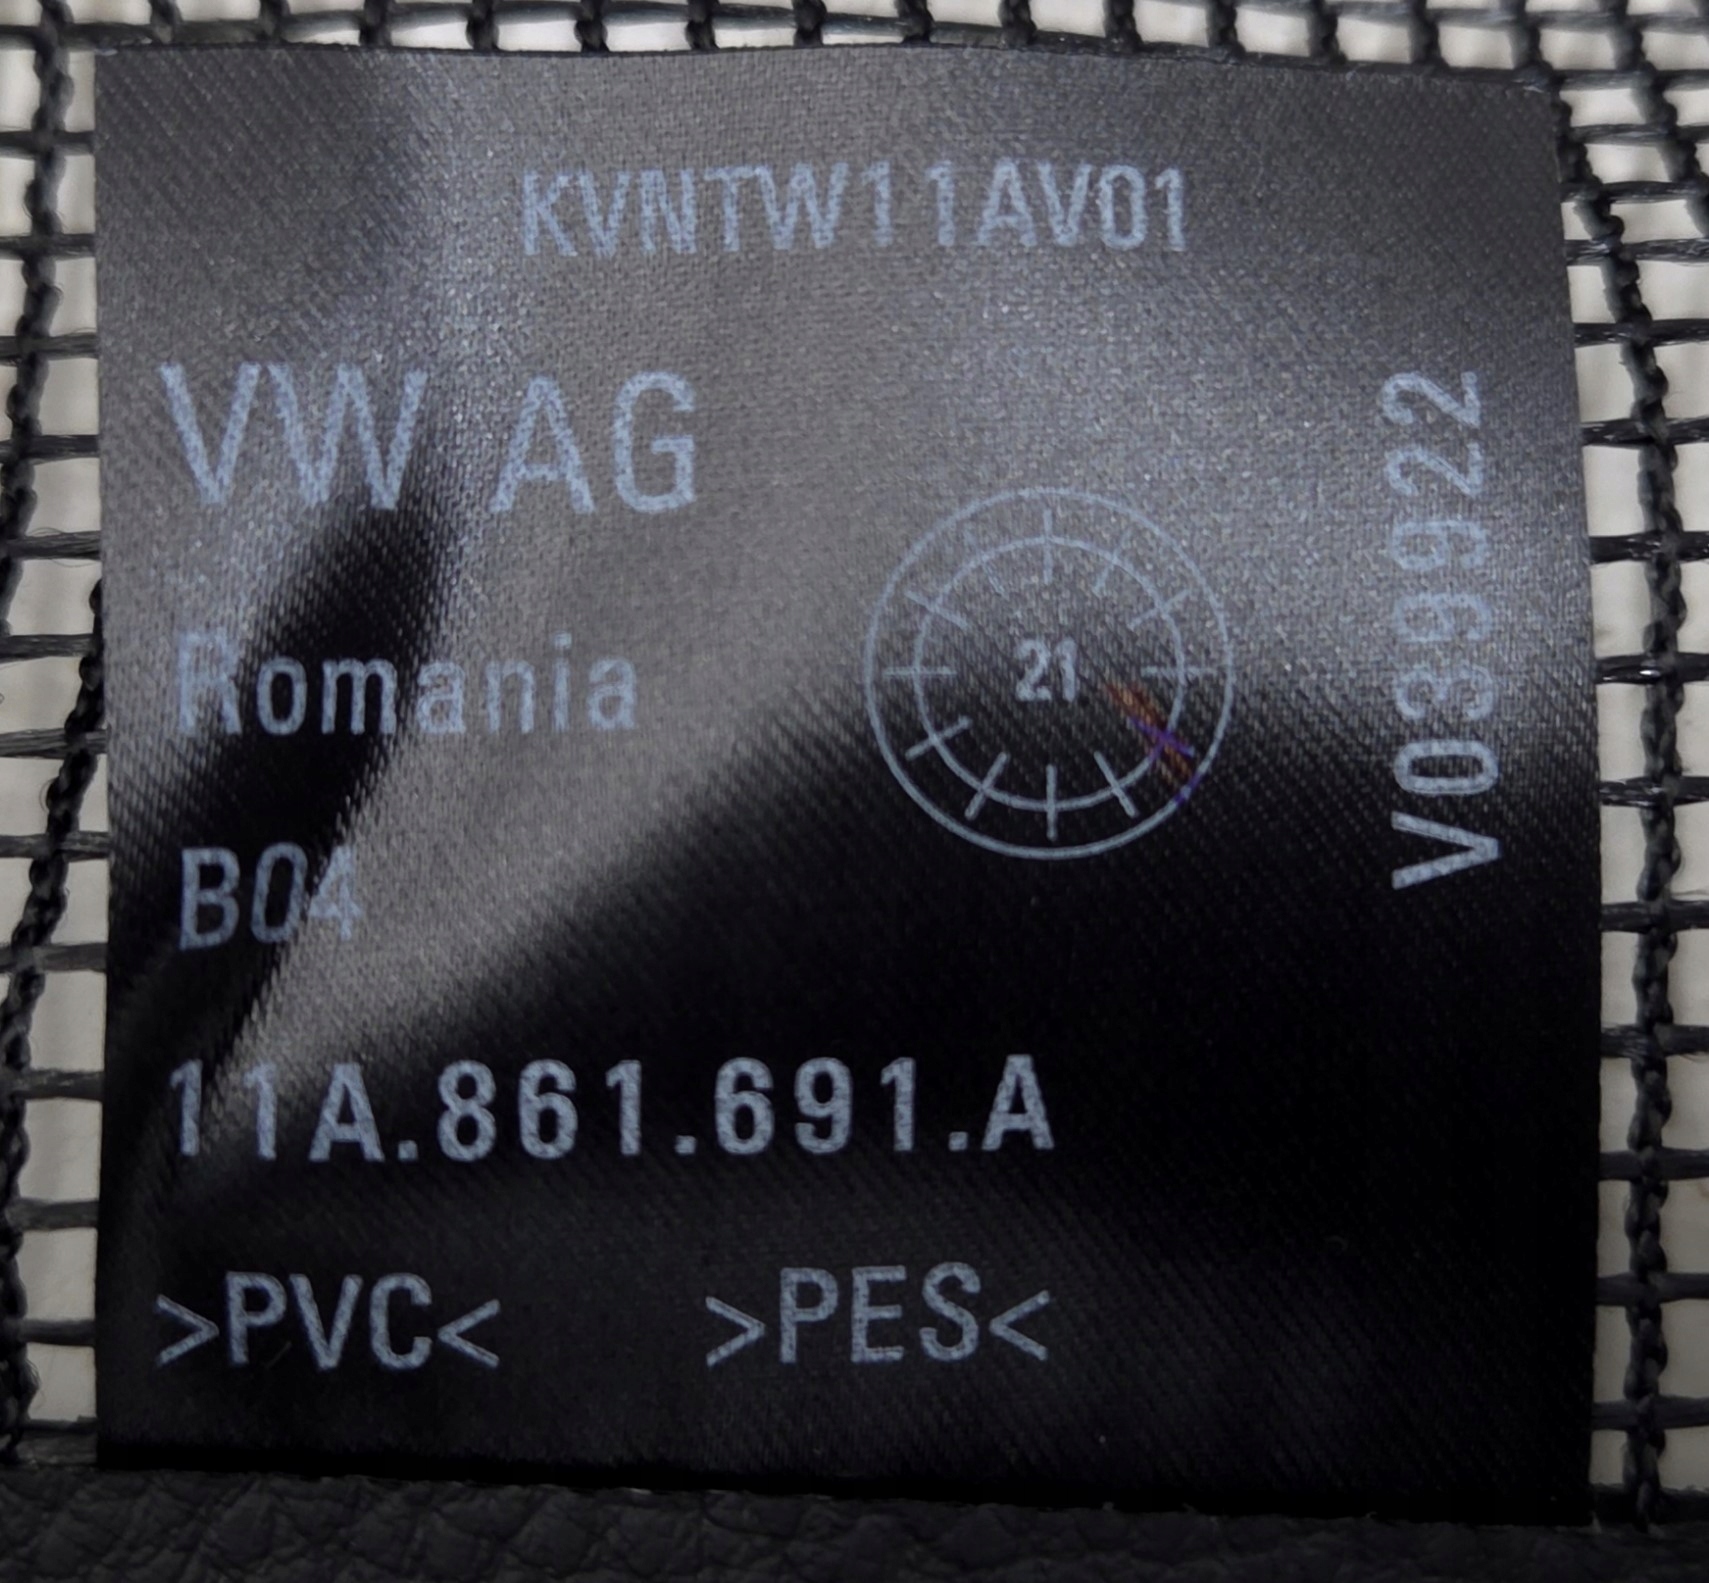 KVNTW11AV01
VW AG
V039922
Romania
21
B04
11A.861.691.A
>PVC< >PES<